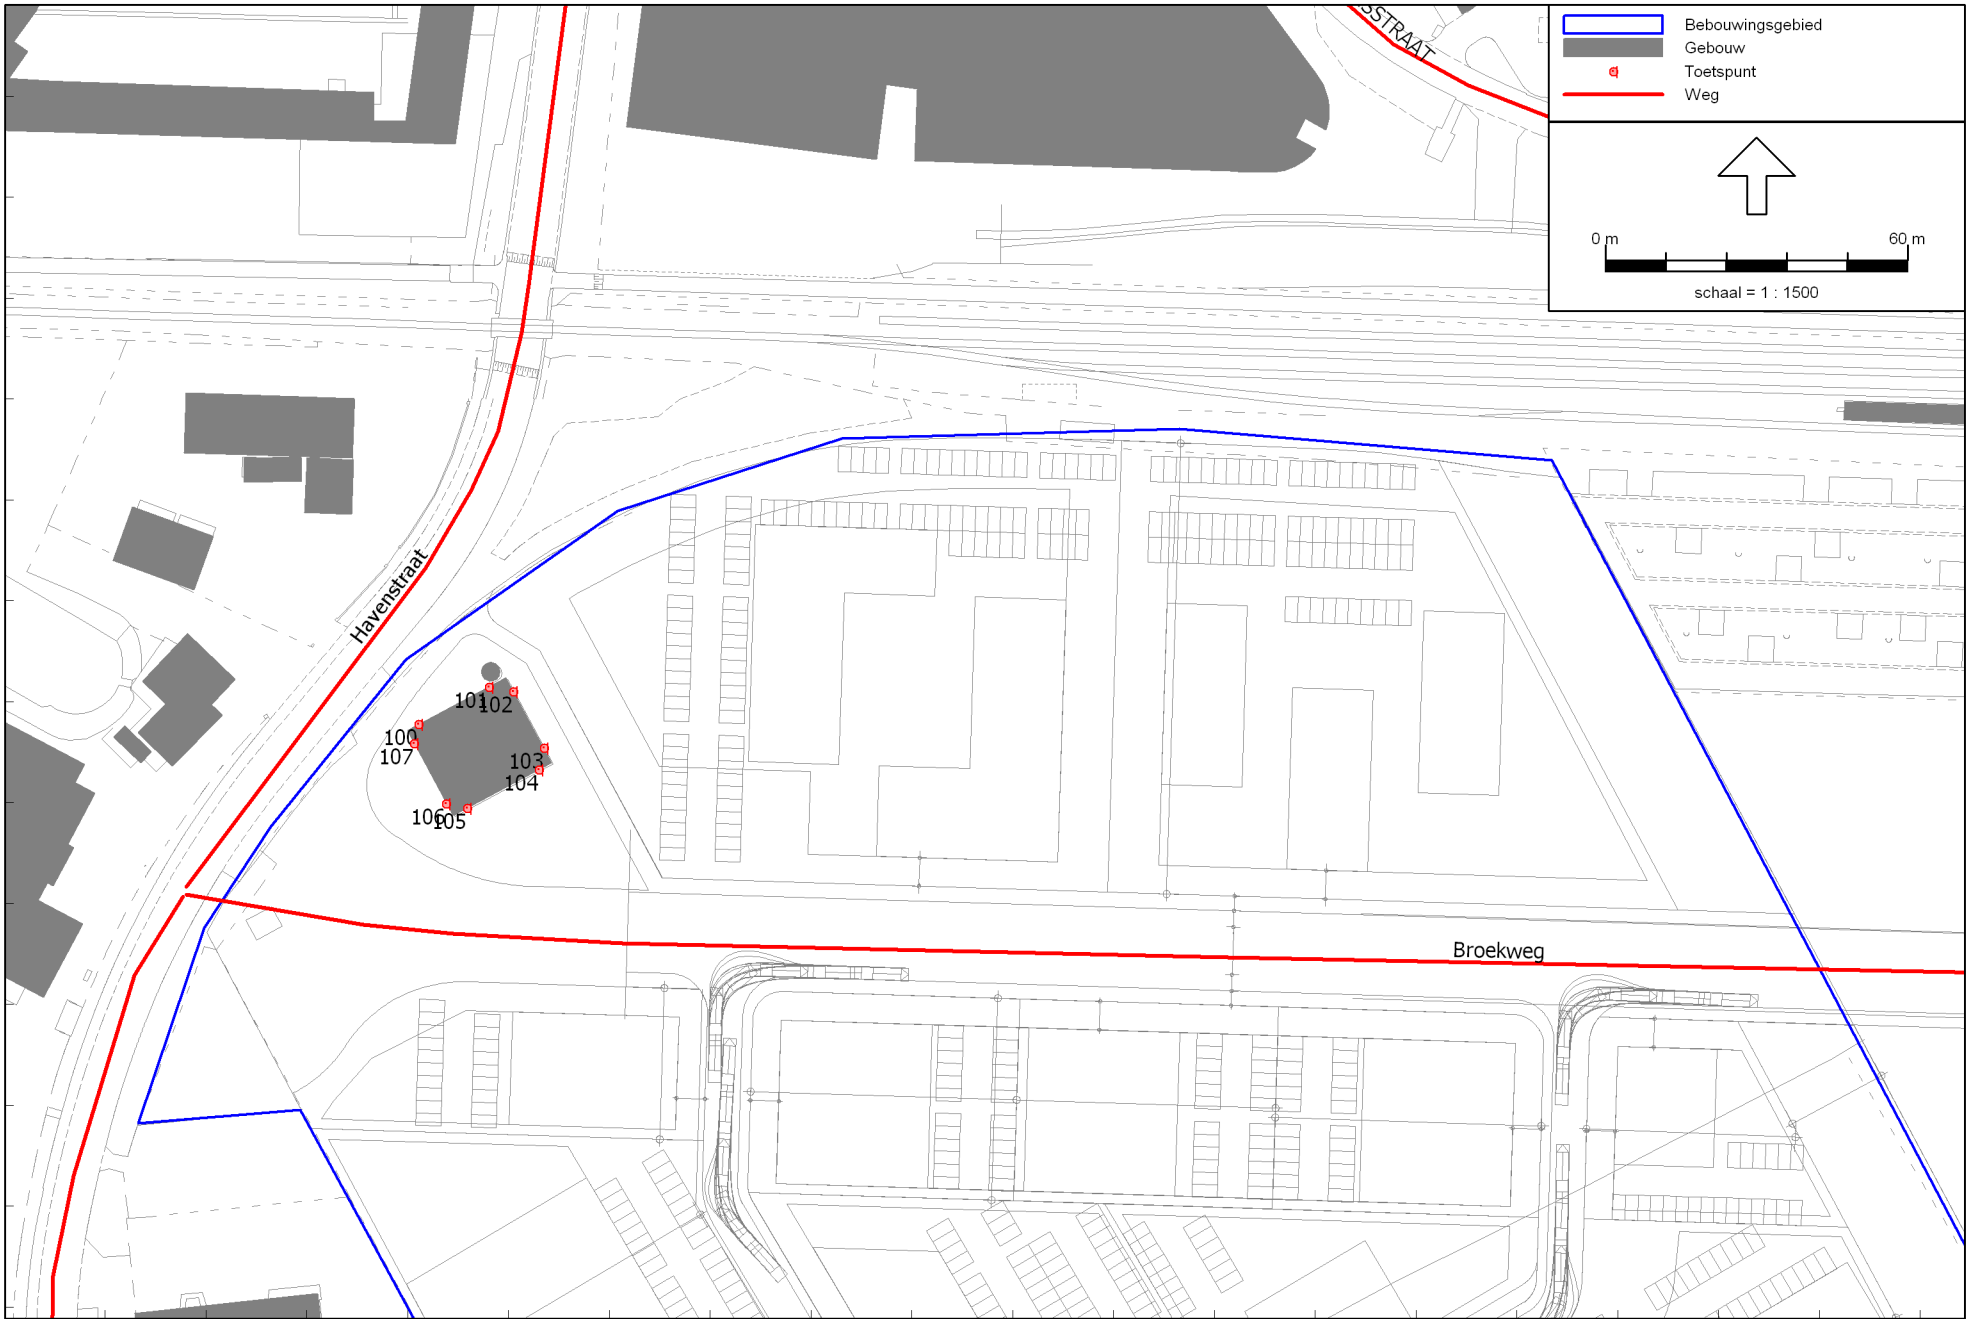 SSTRAAT
Bebouwingsgebied
Gebouw
Toetspunt
Weg
0 m
60 m
schaal = 1 : 1500
Havenstraat
101
102
100
107
103
104
106
105
Broekweg